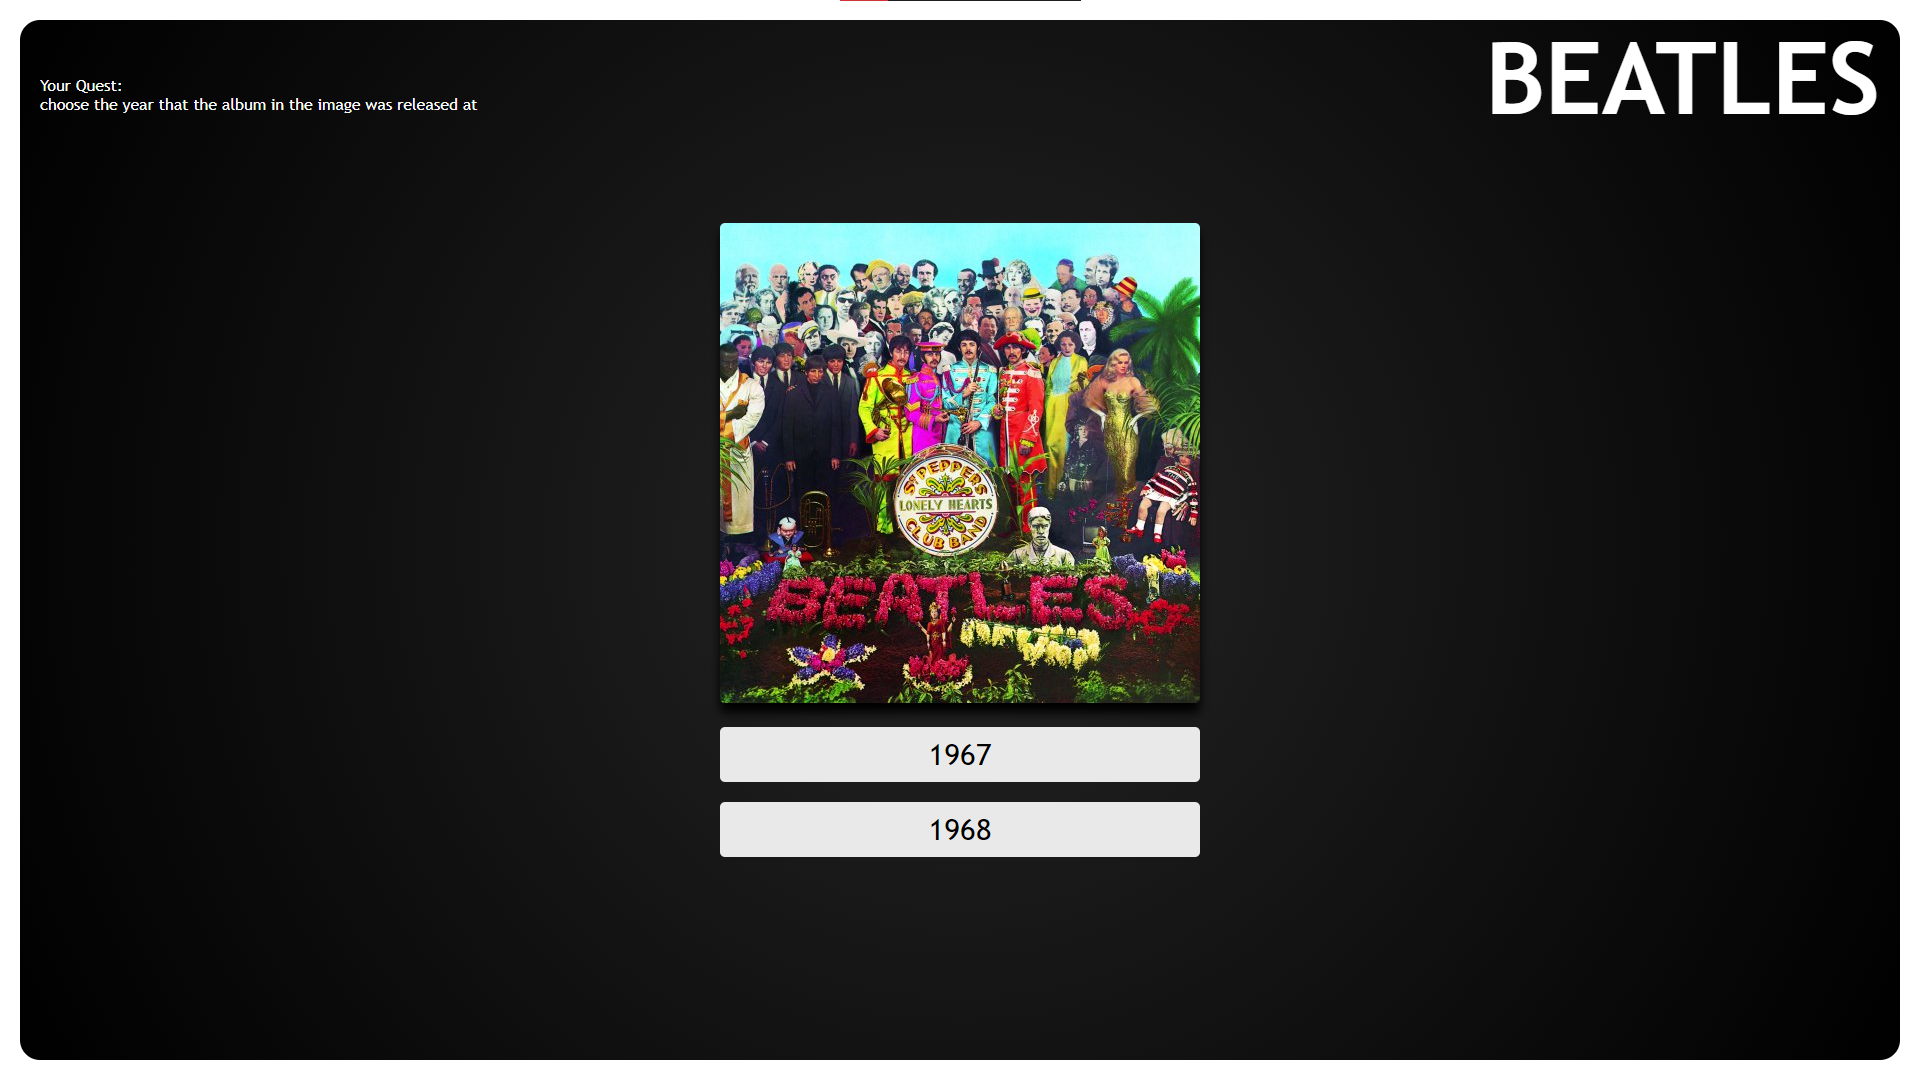 BEATLES
Your Quest:
choose the year that the album in the image was released at
SGT PEPPERS
LONELY HEARTS
CLUB BAND
BEATLES
1967
1968